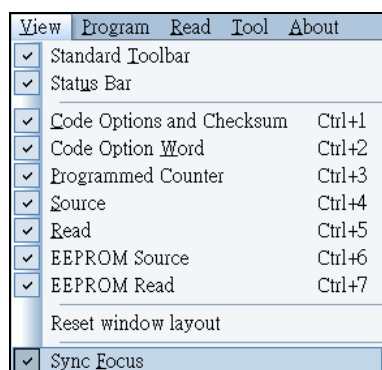 View Program Read Tool About
Standard Toolbar
Status Bar
Code Options and Checksum Ctrl+1
Code Option Word Ctrl+2
Programmed Counter Ctrl+3
Source Ctrl+4
Read Ctrl+5
EEPROM Source Ctrl+6
EEPROM Read Ctrl+7
Reset window layout
Sync Focus